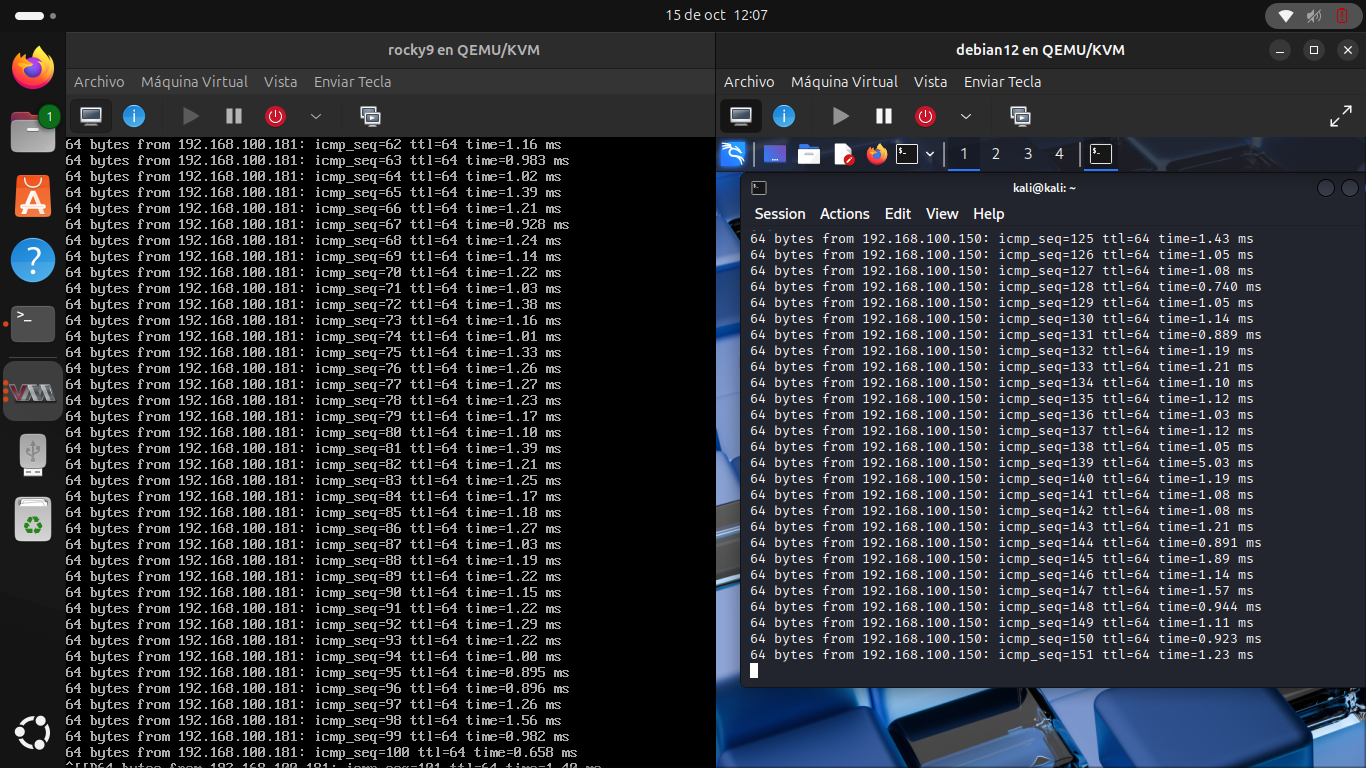 15 de oct 12:07
rocky9 en QEMU/KVM
Archivo Máquina Virtual Vista Enviar Tecla
64 bytes from 192.168.100.181: icmp_seq=62 ttl=64 time=1.16 ms
64 bytes from 192.168.100.181: icmp_seq=63 ttl=64 time=0.983 ms
64 bytes from 192.168.100.181: icmp_seq=64 ttl=64 time=1.02 ms
64 bytes from 192.168.100.181: icmp_seq=65 ttl=64 time=1.39 ms
64 bytes from 192.168.100.181: icmp_seq=66 ttl=64 time=1.21 ms
64 bytes from 192.168.100.181: icmp_seq=67 ttl=64 time=0.928 ms
64 bytes from 192.168.100.181: icmp_seq=68 ttl=64 time=1.24 ms
64 bytes from 192.168.100.181: icmp_seq=69 ttl=64 time=1.14 ms
64 bytes from 192.168.100.181: icmp_seq=70 ttl=64 time=1.22 ms
64 bytes from 192.168.100.181: icmp_seq=71 ttl=64 time=1.03 ms
64 bytes from 192.168.100.181: icmp_seq=72 ttl=64 time=1.38 ms
64 bytes from 192.168.100.181: icmp_seq=73 ttl=64 time=1.16 ms
64 bytes from 192.168.100.181: icmp_seq=74 ttl=64 time=1.01 ms
64 bytes from 192.168.100.181: icmp_seq=75 ttl=64 time=1.33 ms
64 bytes from 192.168.100.181: icmp_seq=76 ttl=64 time=1.26 ms
64 bytes from 192.168.100.181: icmp_seq=77 ttl=64 time=1.27 ms
64 bytes from 192.168.100.181: icmp_seq=78 ttl=64 time=1.23 ms
64 bytes from 192.168.100.181: icmp_seq=79 ttl=64 time=1.17 ms
64 bytes from 192.168.100.181: icmp_seq=80 ttl=64 time=1.10 ms
64 bytes from 192.168.100.181: icmp_seq=81 ttl=64 time=1.39 ms
64 bytes from 192.168.100.181: icmp_seq=82 ttl=64 time=1.21 ms
64 bytes from 192.168.100.181: icmp_seq=83 ttl=64 time=1.25 ms
64 bytes from 192.168.100.181: icmp_seq=84 ttl=64 time=1.17 ms
64 bytes from 192.168.100.181: icmp_seq=85 ttl=64 time=1.18 ms
64 bytes from 192.168.100.181: icmp_seq=86 ttl=64 time=1.27 ms
64 bytes from 192.168.100.181: icmp_seq=87 ttl=64 time=1.03 ms
64 bytes from 192.168.100.181: icmp_seq=88 ttl=64 time=1.19 ms
64 bytes from 192.168.100.181: icmp_seq=89 ttl=64 time=1.22 ms
64 bytes from 192.168.100.181: icmp_seq=90 ttl=64 time=1.15 ms
64 bytes from 192.168.100.181: icmp_seq=91 ttl=64 time=1.22 ms
64 bytes from 192.168.100.181: icmp_seq=92 ttl=64 time=1.29 ms
64 bytes from 192.168.100.181: icmp_seq=93 ttl=64 time=1.22 ms
64 bytes from 192.168.100.181: icmp_seq=94 ttl=64 time=1.00 ms
64 bytes from 192.168.100.181: icmp_seq=95 ttl=64 time=0.895 ms
64 bytes from 192.168.100.181: icmp_seq=96 ttl=64 time=0.896 ms
64 bytes from 192.168.100.181: icmp_seq=97 ttl=64 time=1.26 ms
64 bytes from 192.168.100.181: icmp_seq=98 ttl=64 time=1.56 ms
64 bytes from 192.168.100.181: icmp_seq=99 ttl=64 time=0.982 ms
64 bytes from 192.168.100.181: icmp_seq=100 ttl=64 time=0.658 ms
^[[D64 bytes from 192.168.100.181: icmp_seq=101 ttl=64 time=1.40 ms
debian12 en QEMU/KVM
Archivo Máquina Virtual Vista Enviar Tecla
1 2 3 4
kali@kali: ~
Session Actions Edit View Help
64 bytes from 192.168.100.150: icmp_seq=125 ttl=64 time=1.43 ms
64 bytes from 192.168.100.150: icmp_seq=126 ttl=64 time=1.05 ms
64 bytes from 192.168.100.150: icmp_seq=127 ttl=64 time=1.08 ms
64 bytes from 192.168.100.150: icmp_seq=128 ttl=64 time=0.740 ms
64 bytes from 192.168.100.150: icmp_seq=129 ttl=64 time=1.05 ms
64 bytes from 192.168.100.150: icmp_seq=130 ttl=64 time=1.14 ms
64 bytes from 192.168.100.150: icmp_seq=131 ttl=64 time=0.889 ms
64 bytes from 192.168.100.150: icmp_seq=132 ttl=64 time=1.19 ms
64 bytes from 192.168.100.150: icmp_seq=133 ttl=64 time=1.21 ms
64 bytes from 192.168.100.150: icmp_seq=134 ttl=64 time=1.10 ms
64 bytes from 192.168.100.150: icmp_seq=135 ttl=64 time=1.12 ms
64 bytes from 192.168.100.150: icmp_seq=136 ttl=64 time=1.03 ms
64 bytes from 192.168.100.150: icmp_seq=137 ttl=64 time=1.12 ms
64 bytes from 192.168.100.150: icmp_seq=138 ttl=64 time=1.05 ms
64 bytes from 192.168.100.150: icmp_seq=139 ttl=64 time=5.03 ms
64 bytes from 192.168.100.150: icmp_seq=140 ttl=64 time=1.19 ms
64 bytes from 192.168.100.150: icmp_seq=141 ttl=64 time=1.08 ms
64 bytes from 192.168.100.150: icmp_seq=142 ttl=64 time=1.08 ms
64 bytes from 192.168.100.150: icmp_seq=143 ttl=64 time=1.21 ms
64 bytes from 192.168.100.150: icmp_seq=144 ttl=64 time=0.891 ms
64 bytes from 192.168.100.150: icmp_seq=145 ttl=64 time=1.89 ms
64 bytes from 192.168.100.150: icmp_seq=146 ttl=64 time=1.14 ms
64 bytes from 192.168.100.150: icmp_seq=147 ttl=64 time=1.57 ms
64 bytes from 192.168.100.150: icmp_seq=148 ttl=64 time=0.944 ms
64 bytes from 192.168.100.150: icmp_seq=149 ttl=64 time=1.11 ms
64 bytes from 192.168.100.150: icmp_seq=150 ttl=64 time=0.923 ms
64 bytes from 192.168.100.150: icmp_seq=151 ttl=64 time=1.23 ms
1